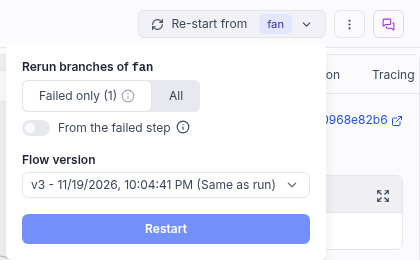 Re-start from fan
Rerun branches of fan
on
Tracing
Failed only (1)
All
From the failed step
0968e82b6
Flow version
v3 - 11/19/2026, 10:04:41 PM (Same as run)
Restart